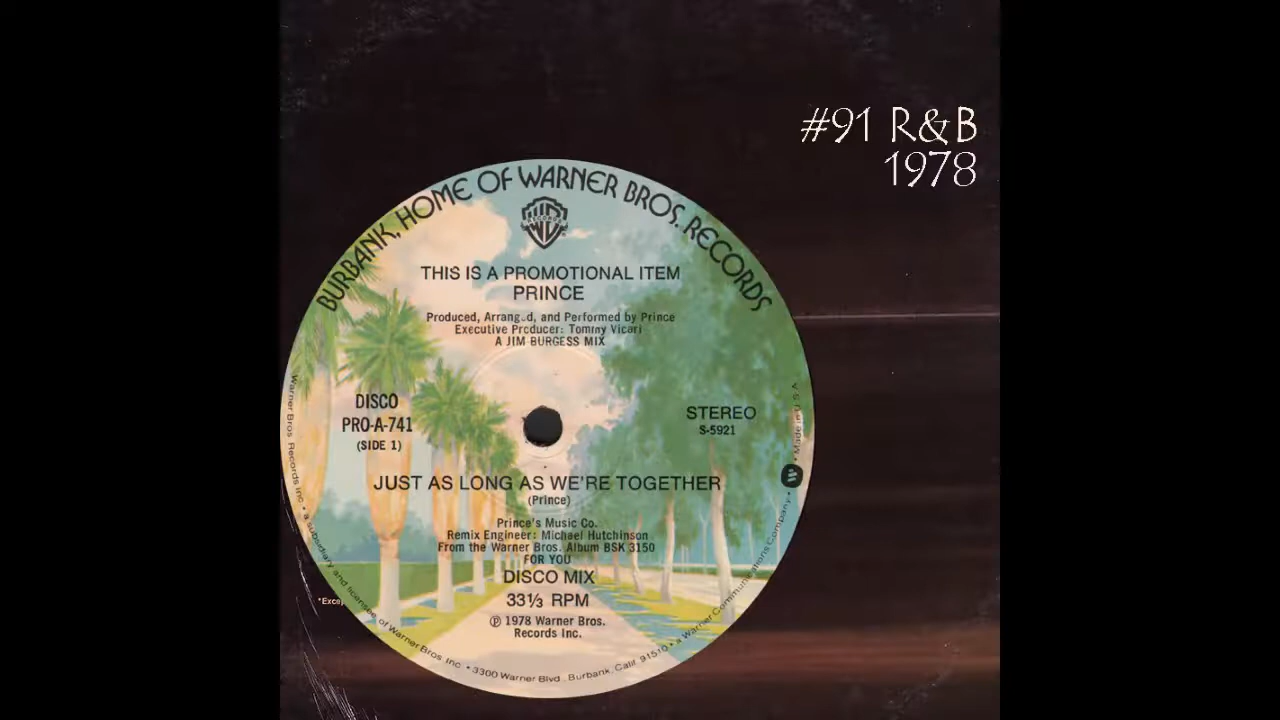 #91 R&B
1978
BURBANK, HOME OF WARNER BROS. RECORDS
THIS IS A PROMOTIONAL ITEM
PRINCE
Produced, Arranged, and Performed by Prince
Executive Producer: Tommy Vicari
A JIM BURGESS MIX
DISCO
PRO-A-741
(SIDE 1)
STEREO
S-5921
JUST AS LONG AS WE'RE TOGETHER
(Prince)
Prince's Music Co.
Remix Engineer: Michael Hutchinson
From the Warner Bros. Album BSK 3150
FOR YOU
DISCO MIX
33⅓ RPM
℗ 1978 Warner Bros.
Records Inc.
*Excep
Warner Bros Records Inc • a subsidiary and licensee of Warner Bros Inc • 3300 Warner Blvd., Burbank, Calif 91510 • a Warner Communications Company • Made in U.S.A